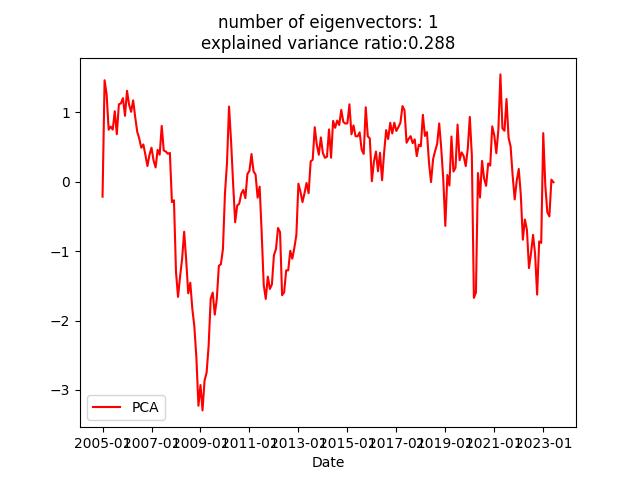 number of eigenvectors: 1
explained variance ratio:0.288
1
0
−1
−2
−3
PCA
2005-01 2007-01 2009-01 2011-01 2013-01 2015-01 2017-01 2019-01 2021-01 2023-01
Date